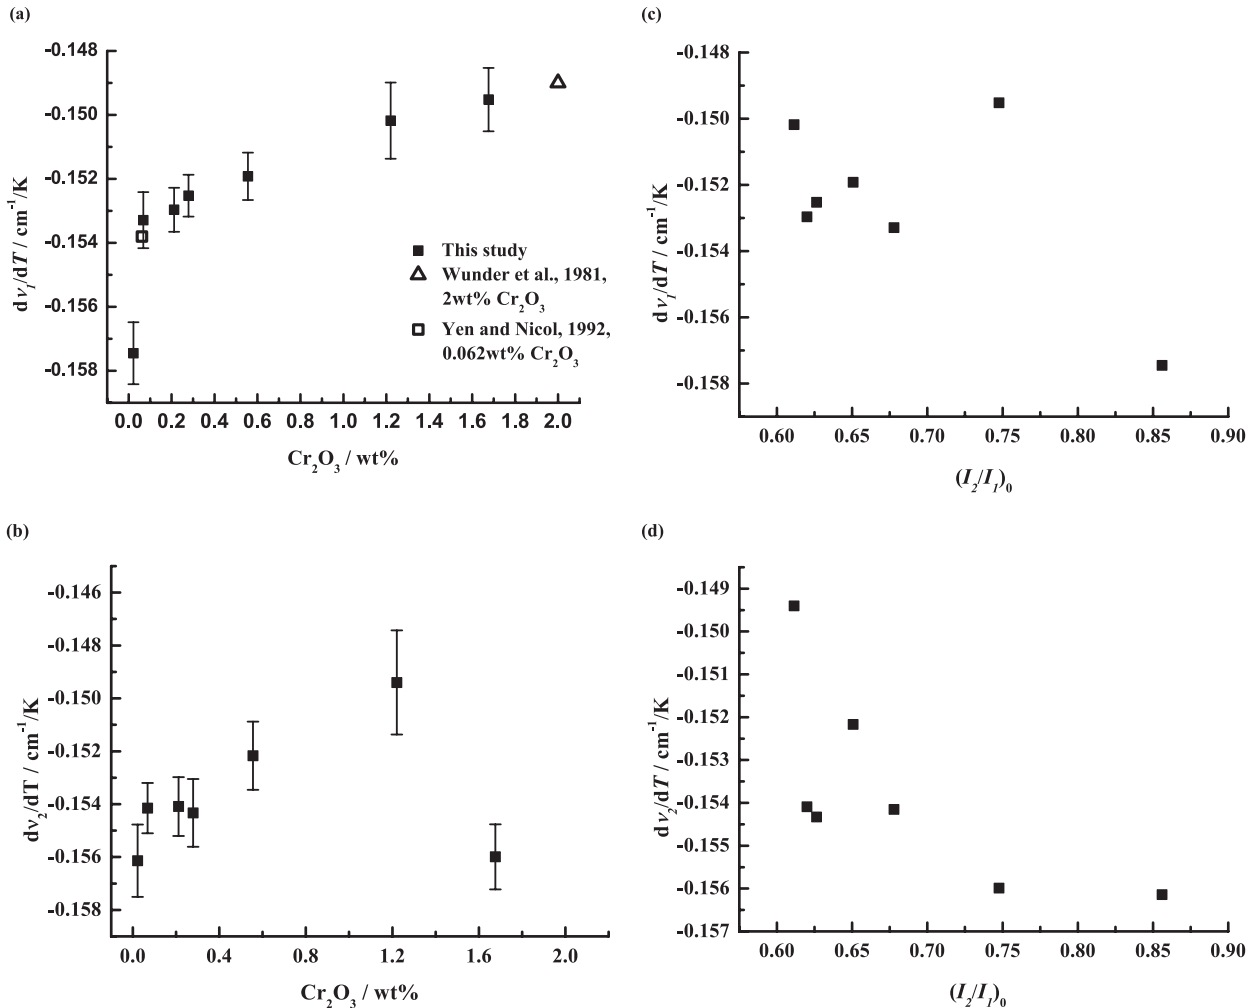 (a)
-0.148
-0.150
-0.152
-0.154
-0.156
-0.158
dν₁/dT / cm⁻¹/K
0.0 0.2 0.4 0.6 0.8 1.0 1.2 1.4 1.6 1.8 2.0
Cr₂O₃ / wt%
This study
Wunder et al., 1981,
2wt% Cr₂O₃
Yen and Nicol, 1992,
0.062wt% Cr₂O₃
(c)
-0.148
-0.150
-0.152
-0.154
-0.156
-0.158
dν₁/dT / cm⁻¹/K
0.60 0.65 0.70 0.75 0.80 0.85 0.90
(I₂/I₁)₀
(b)
-0.146
-0.148
-0.150
-0.152
-0.154
-0.156
-0.158
dν₂/dT / cm⁻¹/K
0.0 0.4 0.8 1.2 1.6 2.0
Cr₂O₃ / wt%
(d)
-0.149
-0.150
-0.151
-0.152
-0.153
-0.154
-0.155
-0.156
-0.157
dν₂/dT / cm⁻¹/K
0.60 0.65 0.70 0.75 0.80 0.85 0.90
(I₂/I₁)₀